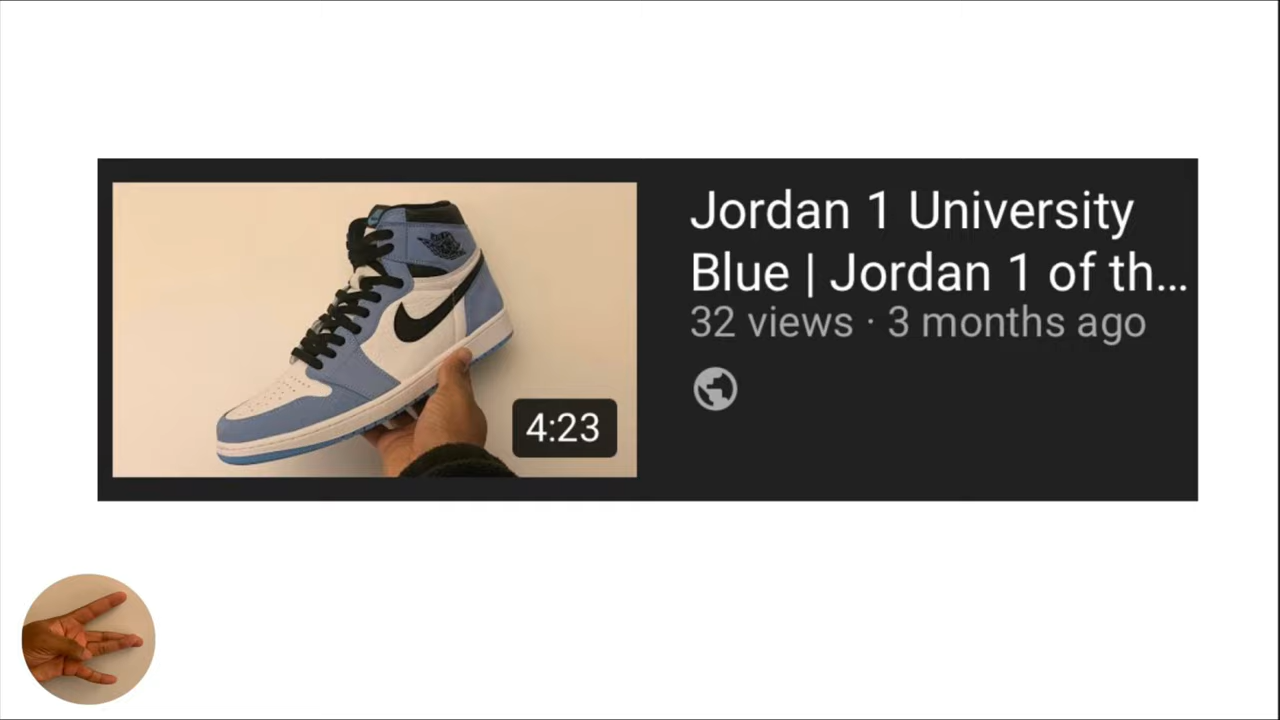 Jordan 1 University
Blue | Jordan 1 of th...
32 views · 3 months ago
4:23